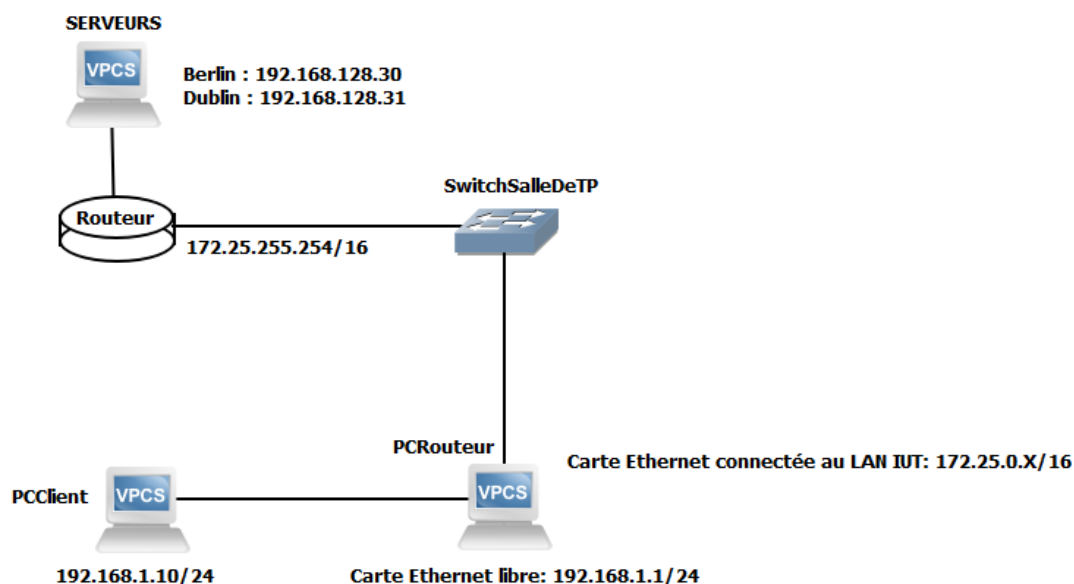 SERVEURS
VPCS
Berlin : 192.168.128.30
Dublin : 192.168.128.31
SwitchSalleDeTP
Routeur
172.25.255.254/16
PCRouteur
Carte Ethernet connectée au LAN IUT: 172.25.0.X/16
PCClient
VPCS
VPCS
192.168.1.10/24
Carte Ethernet libre: 192.168.1.1/24